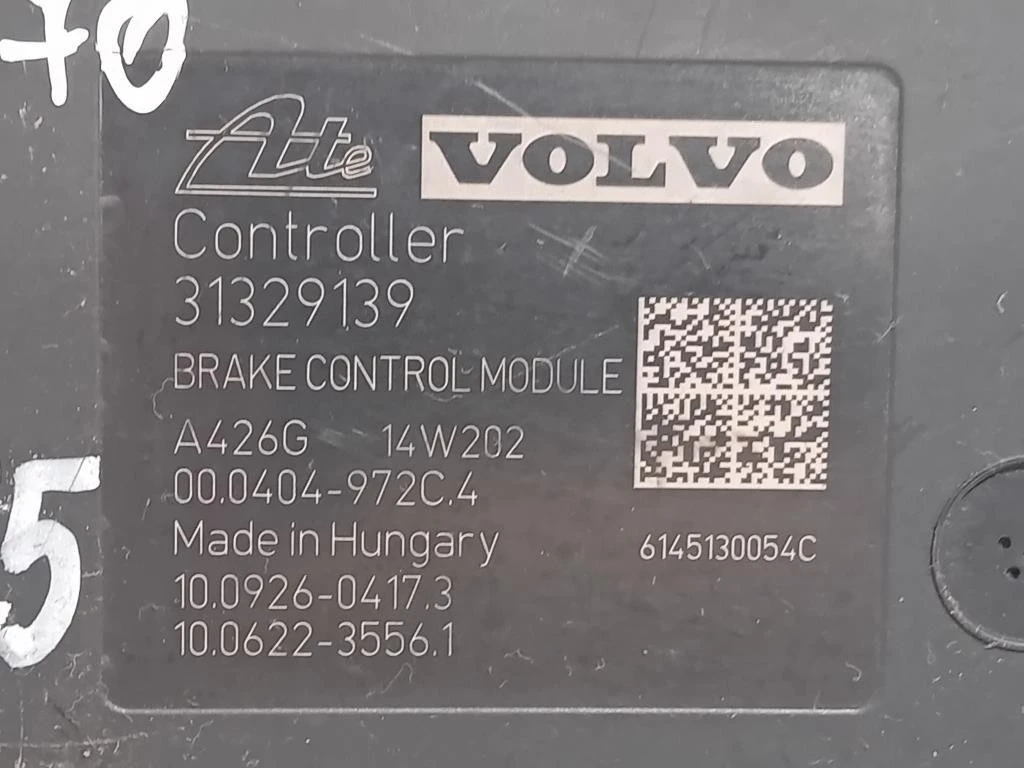 70
Ate VOLVO
Controller
31329139
BRAKE CONTROL MODULE
A426G 14W202
00.0404-972C.4
Made in Hungary
6145130054C
10.0926-0417.3
10.0622-3556.1
5